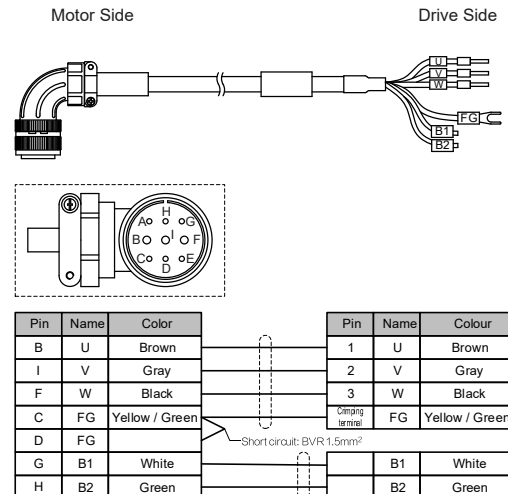 Motor Side
Drive Side
U
V
W
FG
B1
B2
H
A
G
B
I
F
C
E
D
Pin Name Color
B U Brown
I V Gray
F W Black
C FG Yellow / Green
D FG
G B1 White
H B2 Green
Short circuit: BVR 1.5mm²
Pin Name Colour
1 U Brown
2 V Gray
3 W Black
Crimping terminal FG Yellow / Green
B1 White
B2 Green